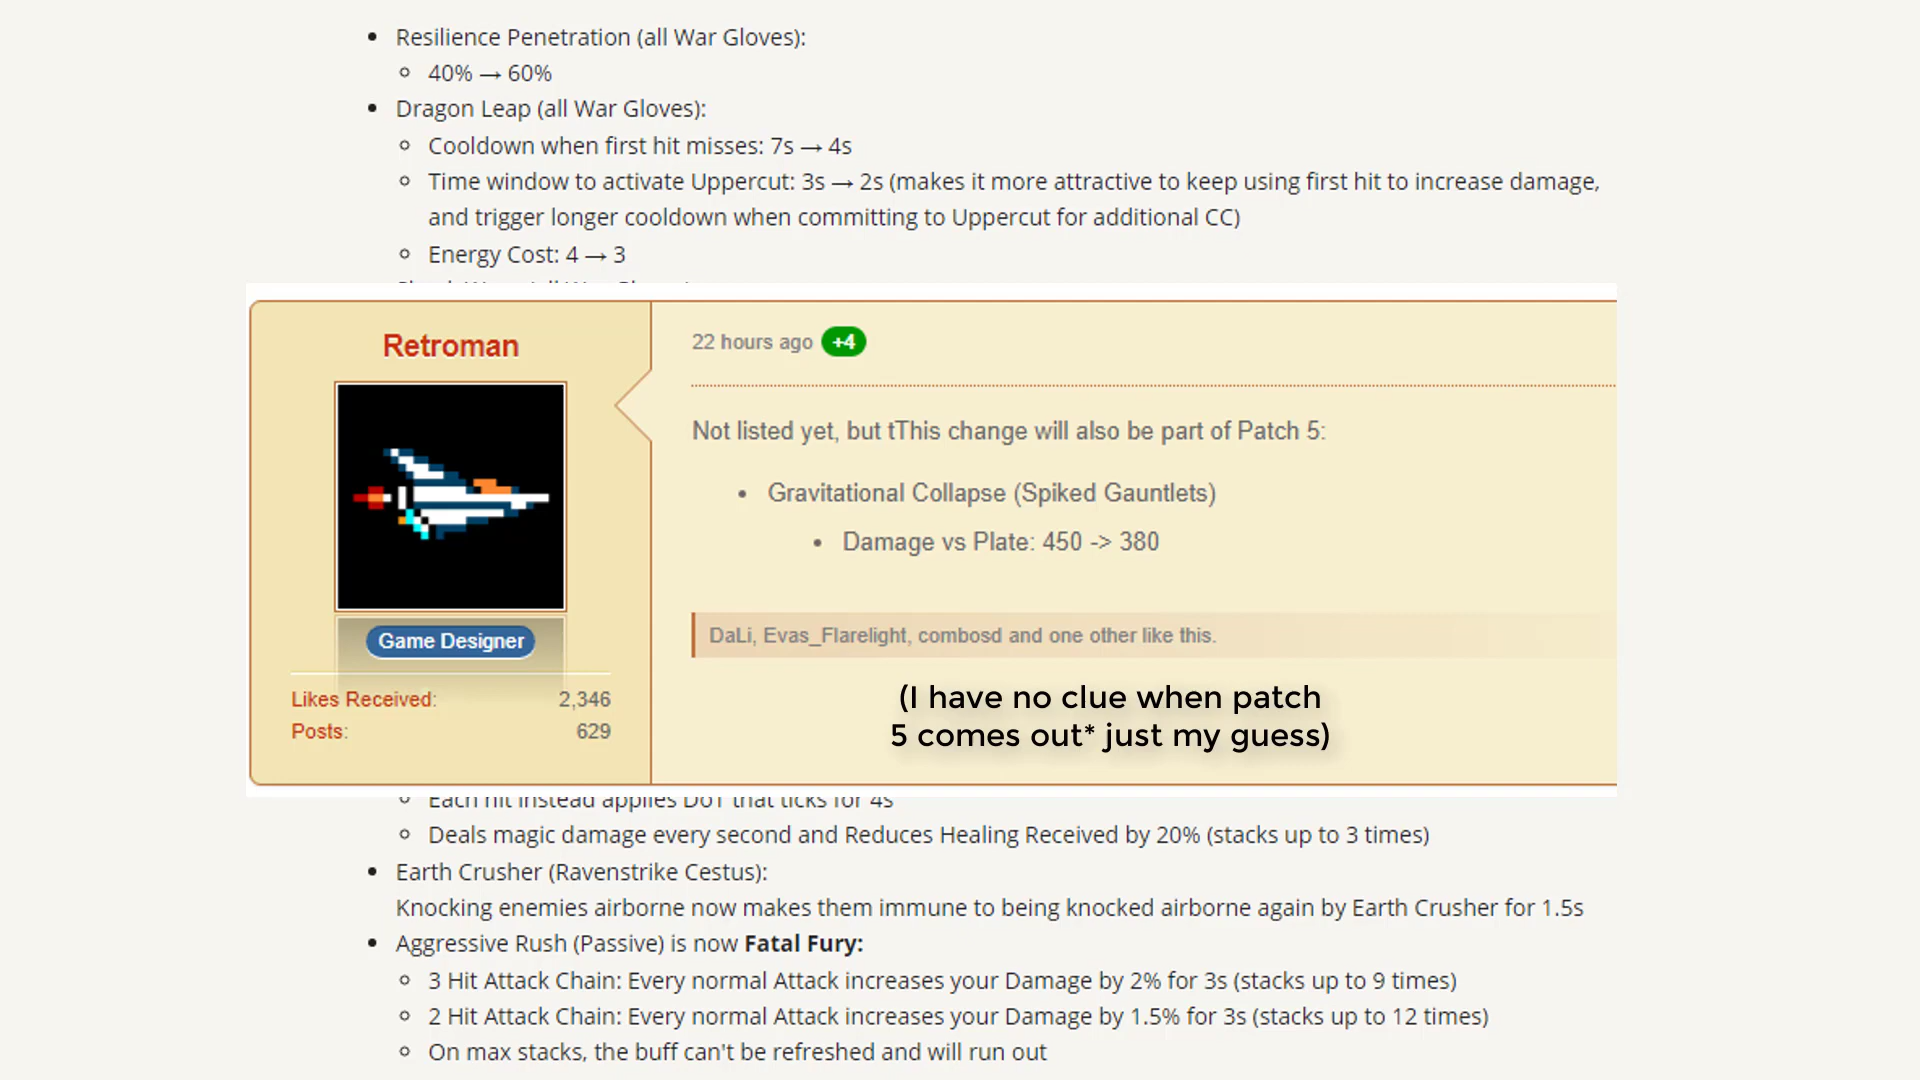 • Resilience Penetration (all War Gloves):
○ 40% → 60%
• Dragon Leap (all War Gloves):
○ Cooldown when first hit misses: 7s → 4s
○ Time window to activate Uppercut: 3s → 2s (makes it more attractive to keep using first hit to increase damage,
and trigger longer cooldown when committing to Uppercut for additional CC)
○ Energy Cost: 4 → 3
Retroman
Game Designer
Likes Received: 2,346
Posts: 629
22 hours ago +4
Not listed yet, but tThis change will also be part of Patch 5:
• Gravitational Collapse (Spiked Gauntlets)
• Damage vs Plate: 450 -> 380
DaLi, Evas_Flarelight, combosd and one other like this.
(I have no clue when patch
5 comes out* just my guess)
○ Each hit instead applies DoT that ticks for 4s
○ Deals magic damage every second and Reduces Healing Received by 20% (stacks up to 3 times)
• Earth Crusher (Ravenstrike Cestus):
Knocking enemies airborne now makes them immune to being knocked airborne again by Earth Crusher for 1.5s
• Aggressive Rush (Passive) is now Fatal Fury:
○ 3 Hit Attack Chain: Every normal Attack increases your Damage by 2% for 3s (stacks up to 9 times)
○ 2 Hit Attack Chain: Every normal Attack increases your Damage by 1.5% for 3s (stacks up to 12 times)
○ On max stacks, the buff can't be refreshed and will run out